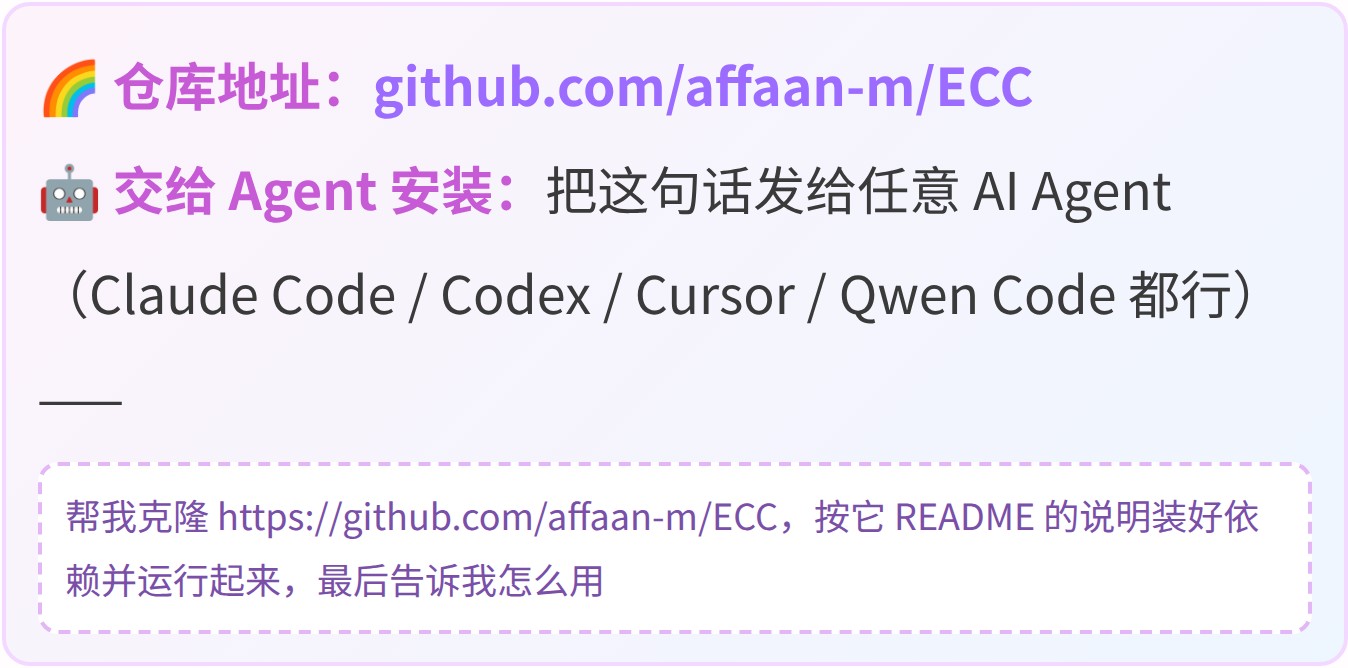 🌈 仓库地址：github.com/affaan-m/ECC
🤖 交给 Agent 安装：把这句话发给任意 AI Agent
（Claude Code / Codex / Cursor / Qwen Code 都行）
——
帮我克隆 https://github.com/affaan-m/ECC，按它 README 的说明装好依
赖并运行起来，最后告诉我怎么用